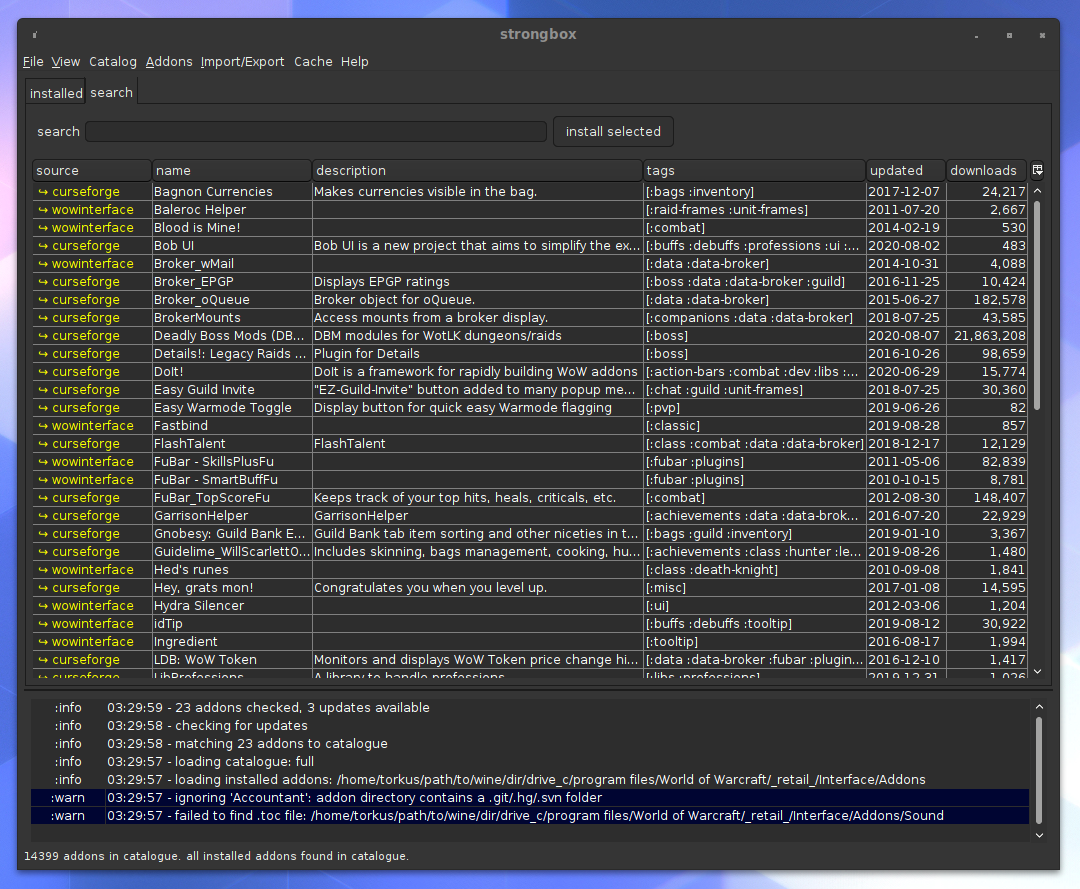 strongbox
File View Catalog Addons Import/Export Cache Help
installed search
search install selected
source name description tags updated downloads
↪ curseforge Bagnon Currencies Makes currencies visible in the bag. [:bags :inventory] 2017-12-07 24,217
↪ wowinterface Baleroc Helper [:raid-frames :unit-frames] 2011-07-20 2,667
↪ wowinterface Blood is Mine! [:combat] 2014-02-19 530
↪ curseforge Bob UI Bob UI is a new project that aims to simplify the ex... [:buffs :debuffs :professions :ui :... 2020-08-02 483
↪ wowinterface Broker_wMail [:data :data-broker] 2014-10-31 4,088
↪ curseforge Broker_EPGP Displays EPGP ratings [:boss :data :data-broker :guild] 2016-11-25 10,424
↪ curseforge Broker_oQueue Broker object for oQueue. [:data :data-broker] 2015-06-27 182,578
↪ curseforge BrokerMounts Access mounts from a broker display. [:companions :data :data-broker] 2018-07-25 43,585
↪ curseforge Deadly Boss Mods (DB... DBM modules for WotLK dungeons/raids [:boss] 2020-08-07 21,863,208
↪ curseforge Details!: Legacy Raids ... Plugin for Details [:boss] 2016-10-26 98,659
↪ curseforge DoIt! DoIt is a framework for rapidly building WoW addons [:action-bars :combat :dev :libs :... 2020-06-29 15,774
↪ curseforge Easy Guild Invite "EZ-Guild-Invite" button added to many popup me... [:chat :guild :unit-frames] 2018-07-25 30,360
↪ curseforge Easy Warmode Toggle Display button for quick easy Warmode flagging [:pvp] 2019-06-26 82
↪ wowinterface Fastbind [:classic] 2019-08-28 857
↪ curseforge FlashTalent FlashTalent [:class :combat :data :data-broker] 2018-12-17 12,129
↪ wowinterface FuBar - SkillsPlusFu [:fubar :plugins] 2011-05-06 82,839
↪ wowinterface FuBar - SmartBuffFu [:fubar :plugins] 2010-10-15 8,781
↪ curseforge FuBar_TopScoreFu Keeps track of your top hits, heals, criticals, etc. [:combat] 2012-08-30 148,407
↪ curseforge GarrisonHelper GarrisonHelper [:achievements :data :data-brok... 2016-07-20 22,929
↪ curseforge Gnobesy: Guild Bank E... Guild Bank tab item sorting and other niceties in t... [:bags :guild :inventory] 2019-01-10 3,367
↪ curseforge Guidelime_WillScarlettO... Includes skinning, bags management, cooking, hu... [:achievements :class :hunter :le... 2019-08-26 1,480
↪ wowinterface Hed's runes [:class :death-knight] 2010-09-08 1,841
↪ curseforge Hey, grats mon! Congratulates you when you level up. [:misc] 2017-01-08 14,595
↪ wowinterface Hydra Silencer [:ui] 2012-03-06 1,204
↪ wowinterface idTip [:buffs :debuffs :tooltip] 2019-08-12 30,922
↪ wowinterface Ingredient [:tooltip] 2016-08-17 1,994
↪ curseforge LDB: WoW Token Monitors and displays WoW Token price change hi... [:data :data-broker :fubar :plugin... 2016-12-10 1,417
↪ curseforge LibProfessions A library to handle professions [:libs :professions] 2019-12-31 1,026
:info 03:29:59 - 23 addons checked, 3 updates available
:info 03:29:58 - checking for updates
:info 03:29:58 - matching 23 addons to catalogue
:info 03:29:57 - loading catalogue: full
:info 03:29:57 - loading installed addons: /home/torkus/path/to/wine/dir/drive_c/program files/World of Warcraft/_retail_/Interface/Addons
:warn 03:29:57 - ignoring 'Accountant': addon directory contains a .git/.hg/.svn folder
:warn 03:29:57 - failed to find .toc file: /home/torkus/path/to/wine/dir/drive_c/program files/World of Warcraft/_retail_/Interface/Addons/Sound
14399 addons in catalogue. all installed addons found in catalogue.